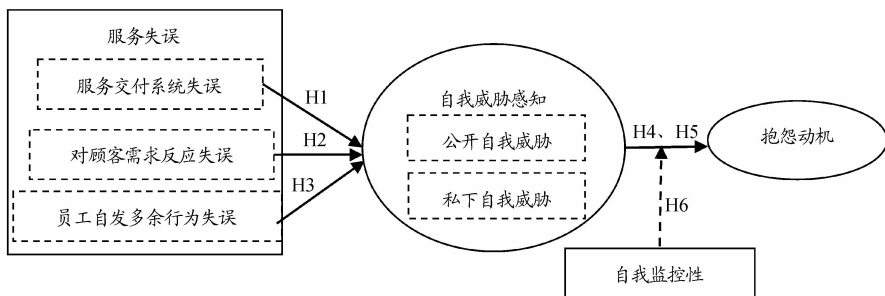 服务失误
服务交付系统失误
对顾客需求反应失误
员工自发多余行为失误
H1
H2
H3
自我威胁感知
公开自我威胁
私下自我威胁
H4、H5
抱怨动机
H6
自我监控性